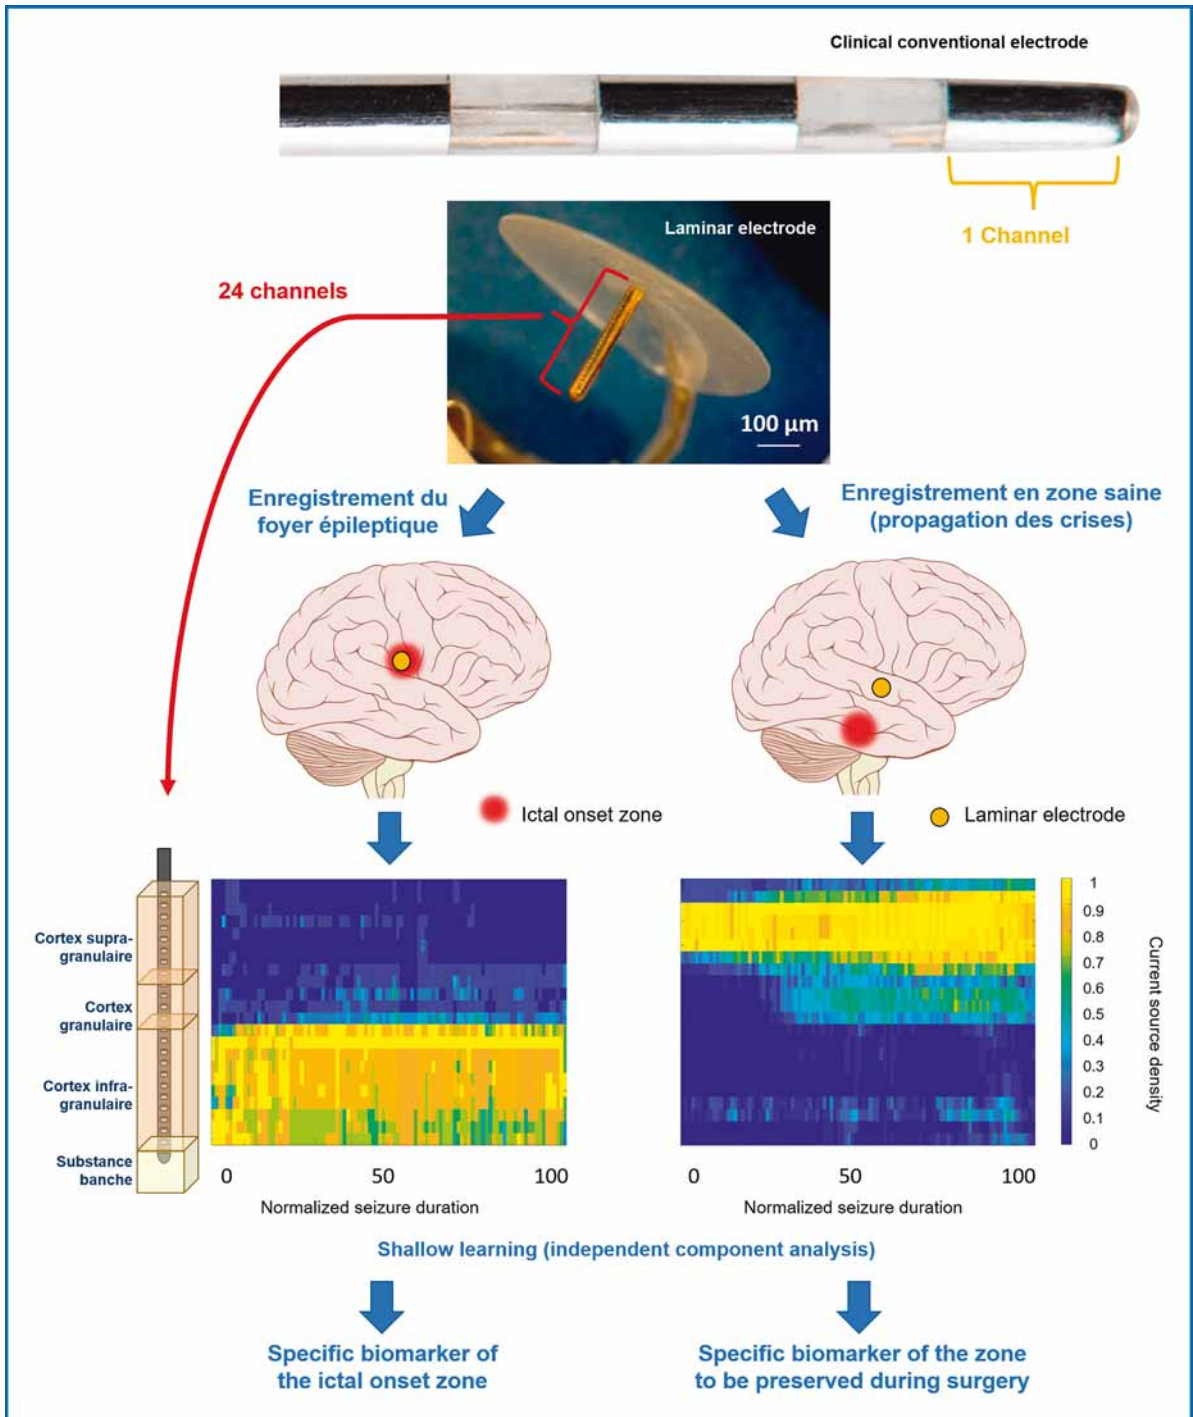 Clinical conventional electrode
1 Channel
Laminar electrode
24 channels
100 µm
Enregistrement du
foyer épileptique
Enregistrement en zone saine
(propagation des crises)
Ictal onset zone
Laminar electrode
Cortex supra-
granulaire
Cortex
granulaire
Cortex infra-
granulaire
Substance
banche
0 50 100
Normalized seizure duration
0 50 100
Normalized seizure duration
1
0.9
0.8
0.7
0.6
0.5
0.4
0.3
0.2
0.1
0
Current source density
Shallow learning (independent component analysis)
Specific biomarker of
the ictal onset zone
Specific biomarker of the zone
to be preserved during surgery